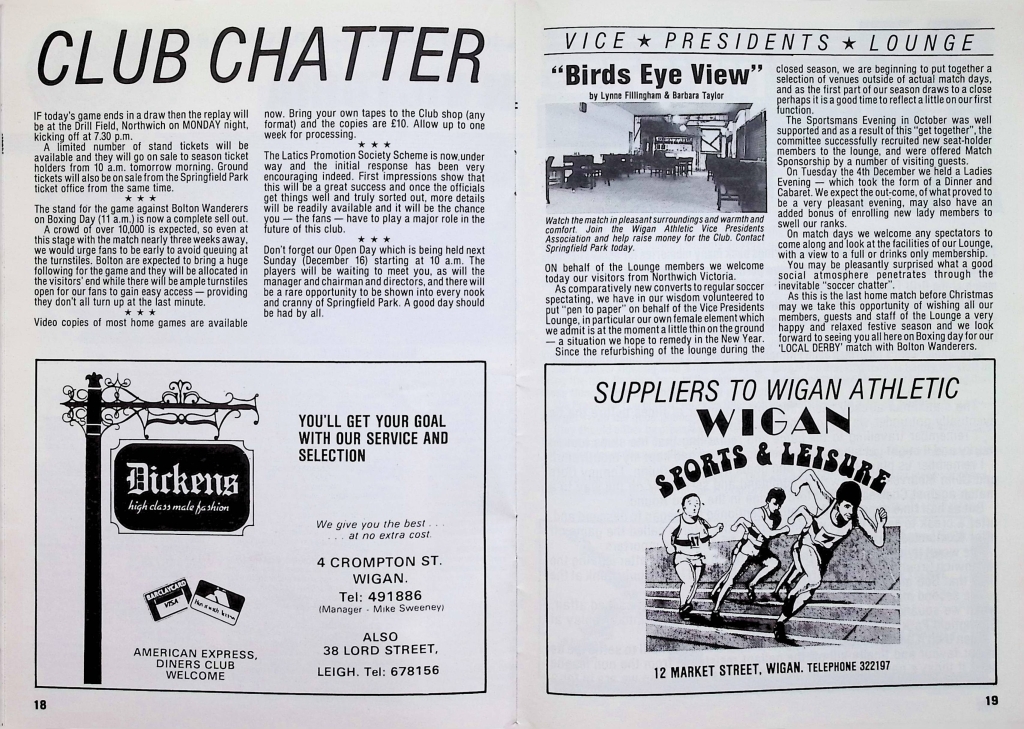 CLUB CHATTER
IF today's game ends in a draw then the replay will
be at the Drill Field, Northwich on MONDAY night,
kicking off at 7.30 p.m.
A limited number of stand tickets will be
available and they will go on sale to season ticket
holders from 10 a.m. tomorrow morning. Ground
tickets will also be on sale from the Springfield Park
ticket office from the same time.
★ ★ ★
The stand for the game against Bolton Wanderers
on Boxing Day (11 a.m.) is now a complete sell out.
A crowd of over 10,000 is expected, so even at
this stage with the match nearly three weeks away,
we would urge fans to be early to avoid queuing at
the turnstiles. Bolton are expected to bring a huge
following for the game and they will be allocated in
the visitors' end while there will be ample turnstiles
open for our fans to gain easy access — providing
they don't all turn up at the last minute.
★ ★ ★
Video copies of most home games are available
now. Bring your own tapes to the Club shop (any
format) and the copies are £10. Allow up to one
week for processing.
★ ★ ★
The Latics Promotion Society Scheme is now under
way and the initial response has been very
encouraging indeed. First impressions show that
this will be a great success and once the officials
get things well and truly sorted out, more details
will be readily available and it will be the chance
you — the fans — have to play a major role in the
future of this club.
★ ★ ★
Don't forget our Open Day which is being held next
Sunday (December 16) starting at 10 a.m. The
players will be waiting to meet you, as will the
manager and chairman and directors, and there will
be a rare opportunity to be shown into every nook
and cranny of Springfield Park. A good day should
be had by all.
Dickens
high class male fashion
YOU'LL GET YOUR GOAL
WITH OUR SERVICE AND
SELECTION
We give you the best . . .
. . . at no extra cost.
4 CROMPTON ST.
WIGAN.
Tel: 491886
(Manager - Mike Sweeney)
ALSO
38 LORD STREET,
LEIGH. Tel: 678156
BARCLAYCARD
VISA
AMERICAN EXPRESS,
DINERS CLUB
WELCOME
18
VICE ★ PRESIDENTS ★ LOUNGE
"Birds Eye View"
by Lynne Fillingham & Barbara Taylor
Watch the match in pleasant surroundings and warmth and
comfort. Join the Wigan Athletic Vice Presidents
Association and help raise money for the Club. Contact
Springfield Park today.
ON behalf of the Lounge members we welcome
today our visitors from Northwich Victoria.
As comparatively new converts to regular soccer
spectating, we have in our wisdom volunteered to
put "pen to paper" on behalf of the Vice Presidents
Lounge, in particular our own female element which
we admit is at the moment a little thin on the ground
— a situation we hope to remedy in the New Year.
Since the refurbishing of the lounge during the
closed season, we are beginning to put together a
selection of venues outside of actual match days,
and as the first part of our season draws to a close
perhaps it is a good time to reflect a little on our first
function.
The Sportsmans Evening in October was well
supported and as a result of this "get together", the
committee successfully recruited new seat-holder
members to the lounge, and were offered Match
Sponsorship by a number of visiting guests.
On Tuesday the 4th December we held a Ladies
Evening — which took the form of a Dinner and
Cabaret. We expect the out-come, of what proved to
be a very pleasant evening, may also have an
added bonus of enrolling new lady members to
swell our ranks.
On match days we welcome any spectators to
come along and look at the facilities of our Lounge,
with a view to a full or drinks only membership.
You may be pleasantly surprised what a good
social atmosphere penetrates through the
inevitable "soccer chatter".
As this is the last home match before Christmas
may we take this opportunity of wishing all our
members, guests and staff of the Lounge a very
happy and relaxed festive season and we look
forward to seeing you all here on Boxing day for our
'LOCAL DERBY' match with Bolton Wanderers.
SUPPLIERS TO WIGAN ATHLETIC
WIGAN
SPORTS & LEISURE
12 MARKET STREET, WIGAN. TELEPHONE 322197
19